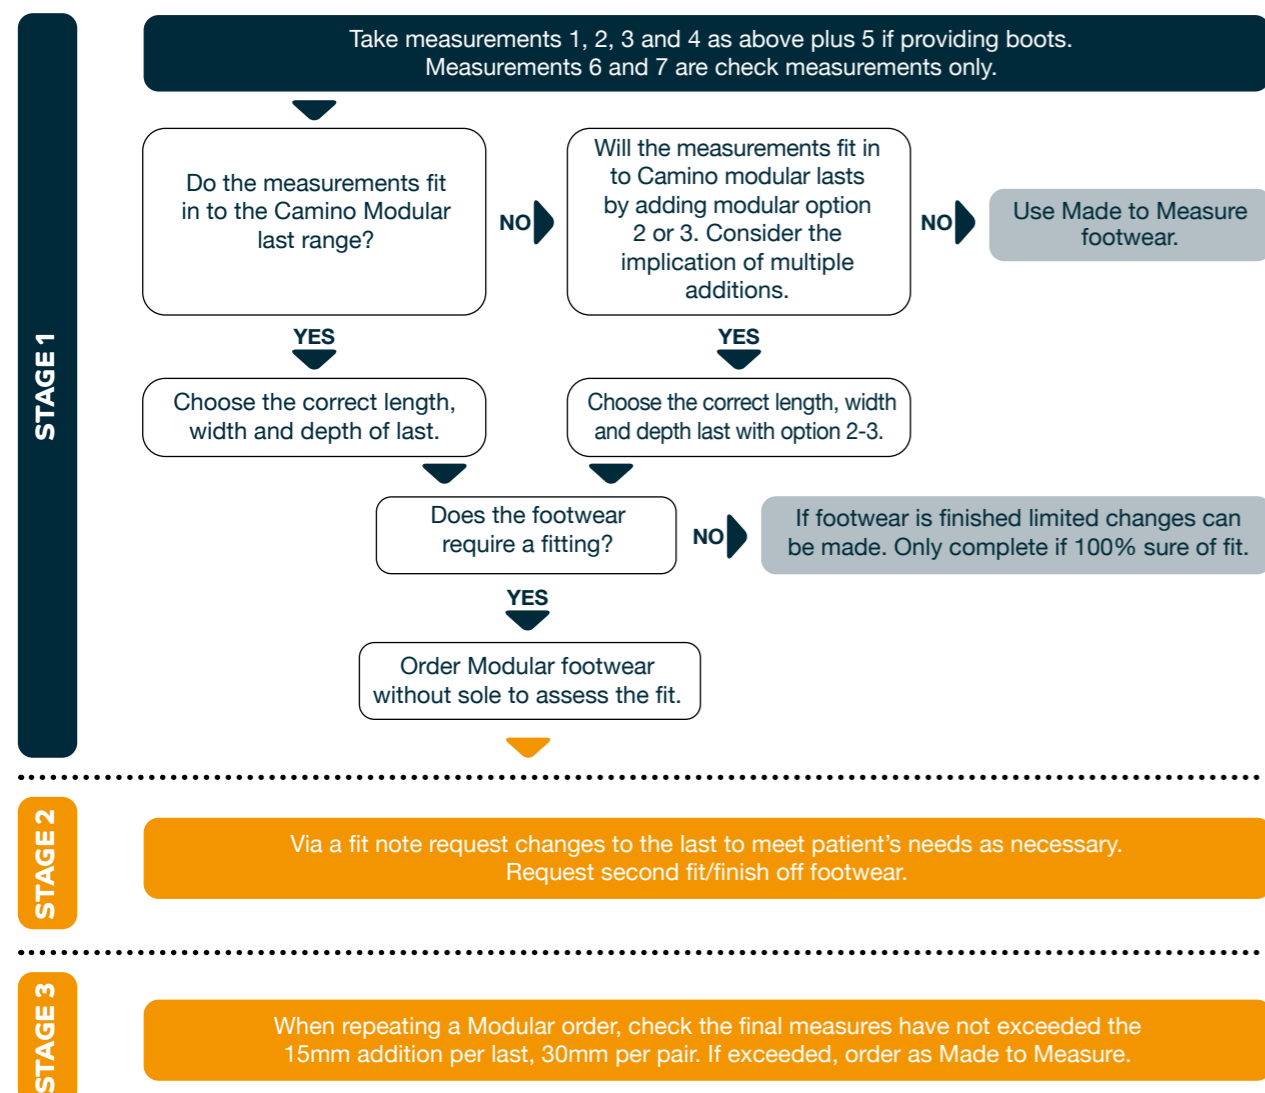 STAGE 1
Take measurements 1, 2, 3 and 4 as above plus 5 if providing boots.
Measurements 6 and 7 are check measurements only.
Do the measurements fit
in to the Camino Modular
last range?
NO
Will the measurements fit in
to Camino modular lasts
by adding modular option
2 or 3. Consider the
implication of multiple
additions.
NO
Use Made to Measure
footwear.
YES
YES
Choose the correct length,
width and depth of last.
Choose the correct length, width
and depth last with option 2-3.
Does the footwear
require a fitting?
NO
If footwear is finished limited changes can
be made. Only complete if 100% sure of fit.
YES
Order Modular footwear
without sole to assess the fit.
STAGE 2
Via a fit note request changes to the last to meet patient’s needs as necessary.
Request second fit/finish off footwear.
STAGE 3
When repeating a Modular order, check the final measures have not exceeded the
15mm addition per last, 30mm per pair. If exceeded, order as Made to Measure.